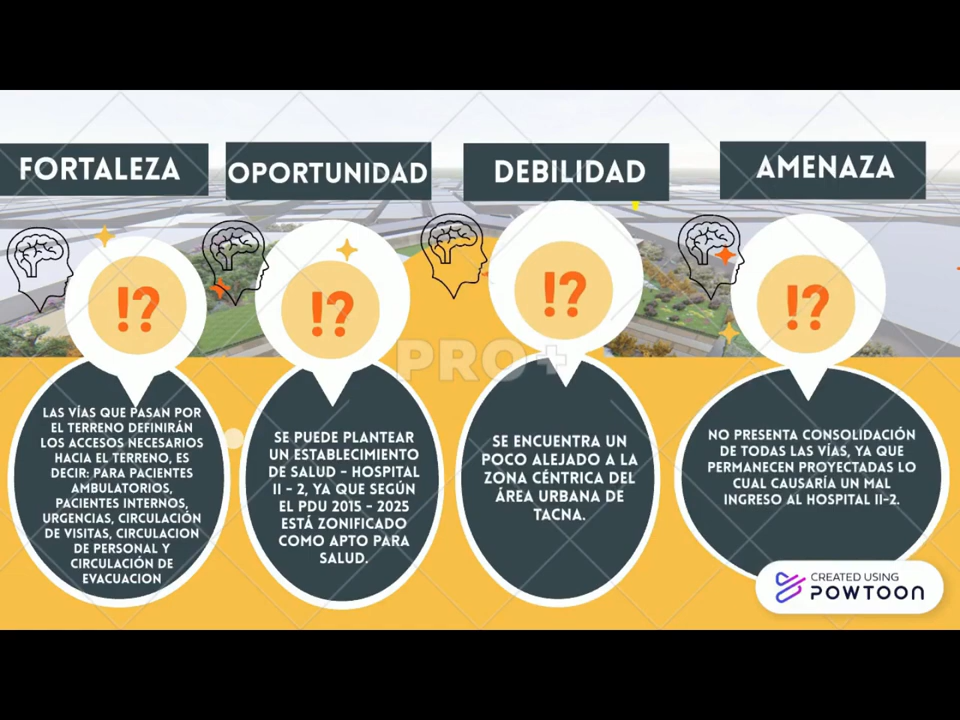 FORTALEZA
OPORTUNIDAD
DEBILIDAD
AMENAZA
!?
!?
!?
!?
PRO+
LAS VÍAS QUE PASAN POR
EL TERRENO DEFINIRÁN
LOS ACCESOS NECESARIOS
HACIA EL TERRENO, ES
DECIR: PARA PACIENTES
AMBULATORIOS,
PACIENTES INTERNOS,
URGENCIAS, CIRCULACIÓN
DE VISITAS, CIRCULACION
DE PERSONAL Y
CIRCULACIÓN DE
EVACUACION
SE PUEDE PLANTEAR
UN ESTABLECIMIENTO
DE SALUD - HOSPITAL
II - 2, YA QUE SEGÚN
EL PDU 2015 - 2025
ESTÁ ZONIFICADO
COMO APTO PARA
SALUD.
SE ENCUENTRA UN
POCO ALEJADO A LA
ZONA CÉNTRICA DEL
ÁREA URBANA DE
TACNA.
NO PRESENTA CONSOLIDACIÓN
DE TODAS LAS VÍAS, YA QUE
PERMANECEN PROYECTADAS LO
CUAL CAUSARÍA UN MAL
INGRESO AL HOSPITAL II-2.
CREATED USING
POWTOON